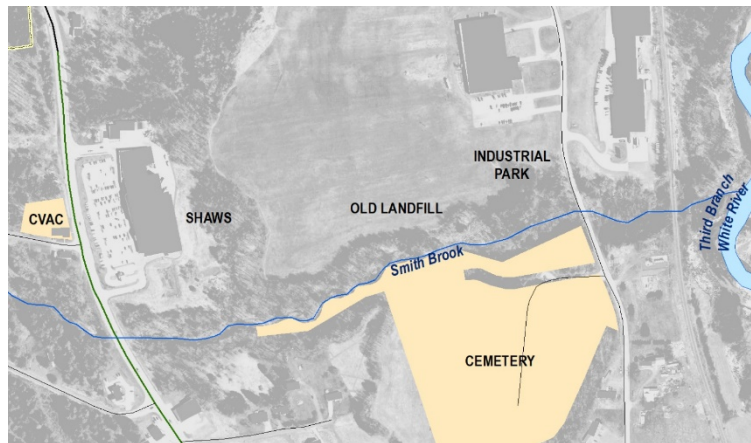 INDUSTRIAL
PARK
CVAC
SHAWS
OLD LANDFILL
Third Branch
White River
Smith Brook
CEMETERY